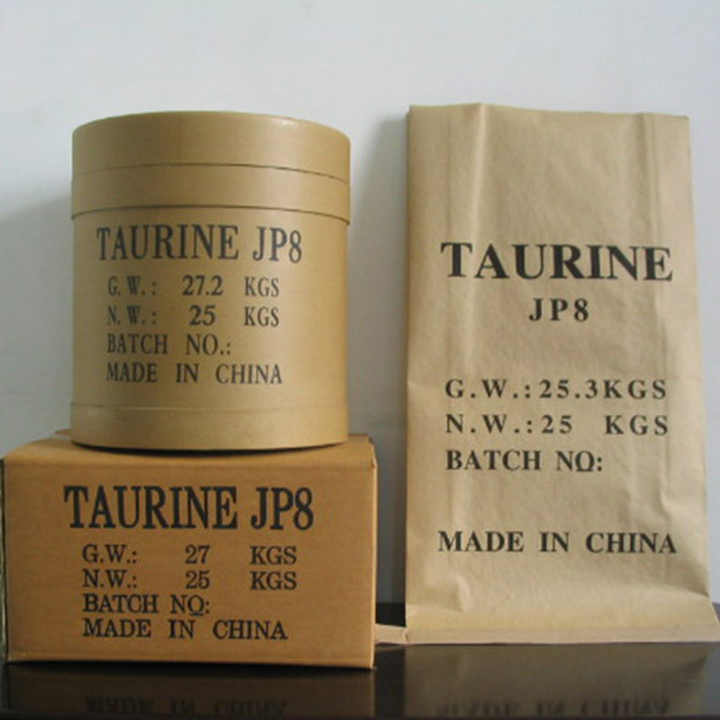 TAURINE JP8
G.W.: 27.2 KGS
N.W.: 25 KGS
BATCH NO.:
MADE IN CHINA
TAURINE JP8
G.W.: 27 KGS
N.W.: 25 KGS
BATCH NO:
MADE IN CHINA
TAURINE
JP8
G.W.:25.3KGS
N.W.:25 KGS
BATCH NO:
MADE IN CHINA